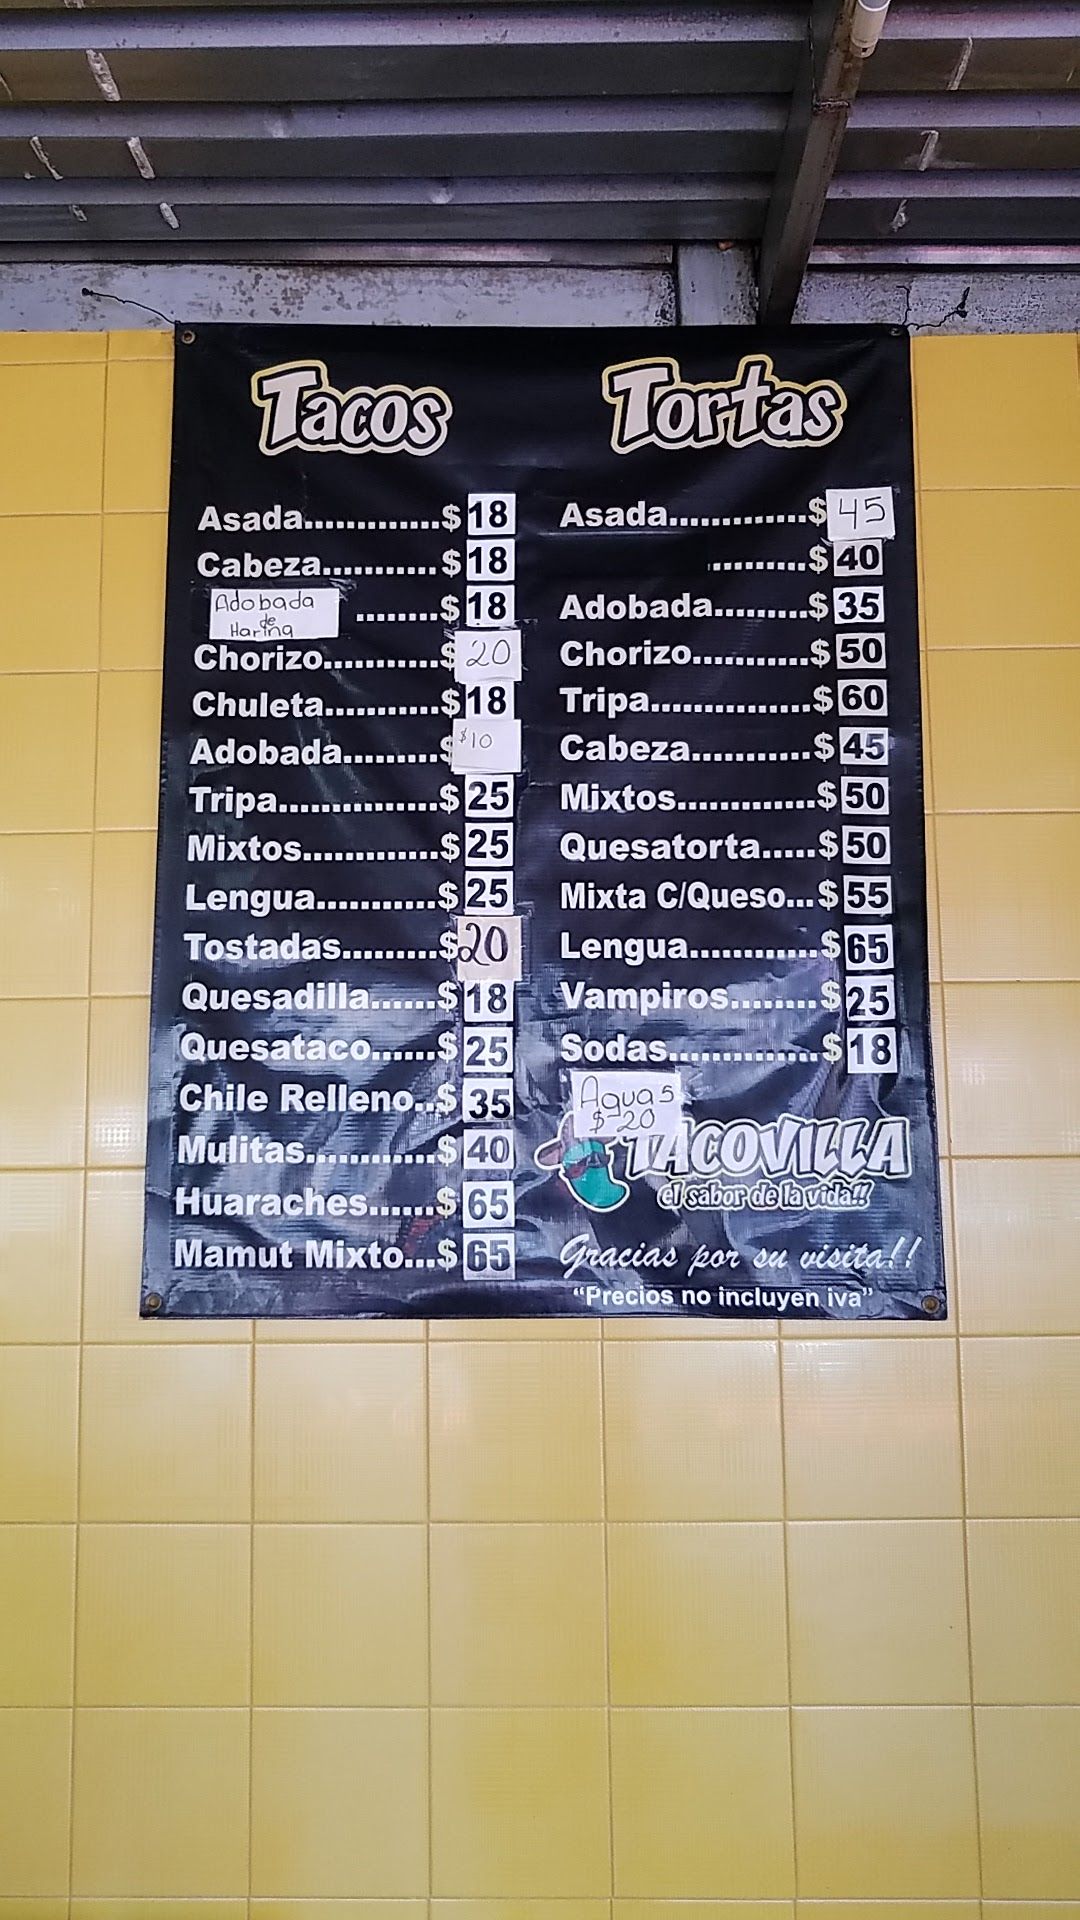 Tacos
Asada.............$18
Cabeza...........$18
Adobada
de
Harina
........$18
Chorizo...........$20
Chuleta...........$18
Adobada.........$ $10
Tripa................$25
Mixtos.............$25
Lengua............$25
Tostadas.........$20
Quesadilla......$18
Quesataco......$25
Chile Relleno..$35
Mulitas............$40
Huaraches......$65
Mamut Mixto...$65
Tortas
Asada.............$45
.........$40
Adobada.........$35
Chorizo...........$50
Tripa...............$60
Cabeza...........$45
Mixtos.............$50
Quesatorta.....$50
Mixta C/Queso...$55
Lengua............$65
Vampiros........$25
Sodas..............$18
Aguas
$20
TACOVILLA
el sabor de la vida!!
Gracias por su visita!!
“Precios no incluyen iva”